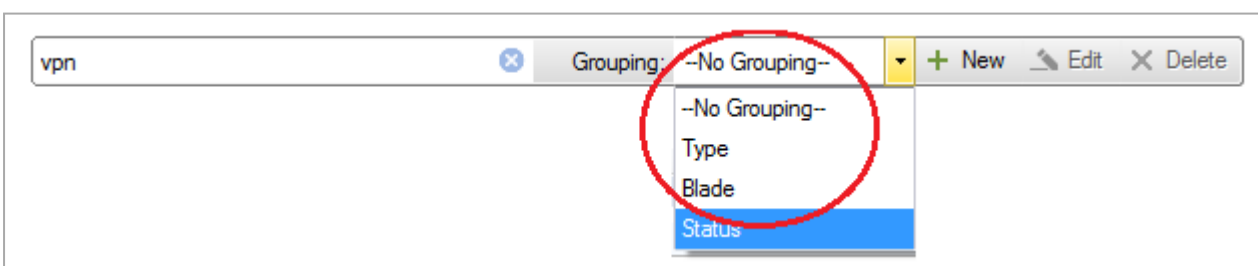 vpn Grouping: --No Grouping-- New Edit Delete
--No Grouping--
Type
Blade
Status